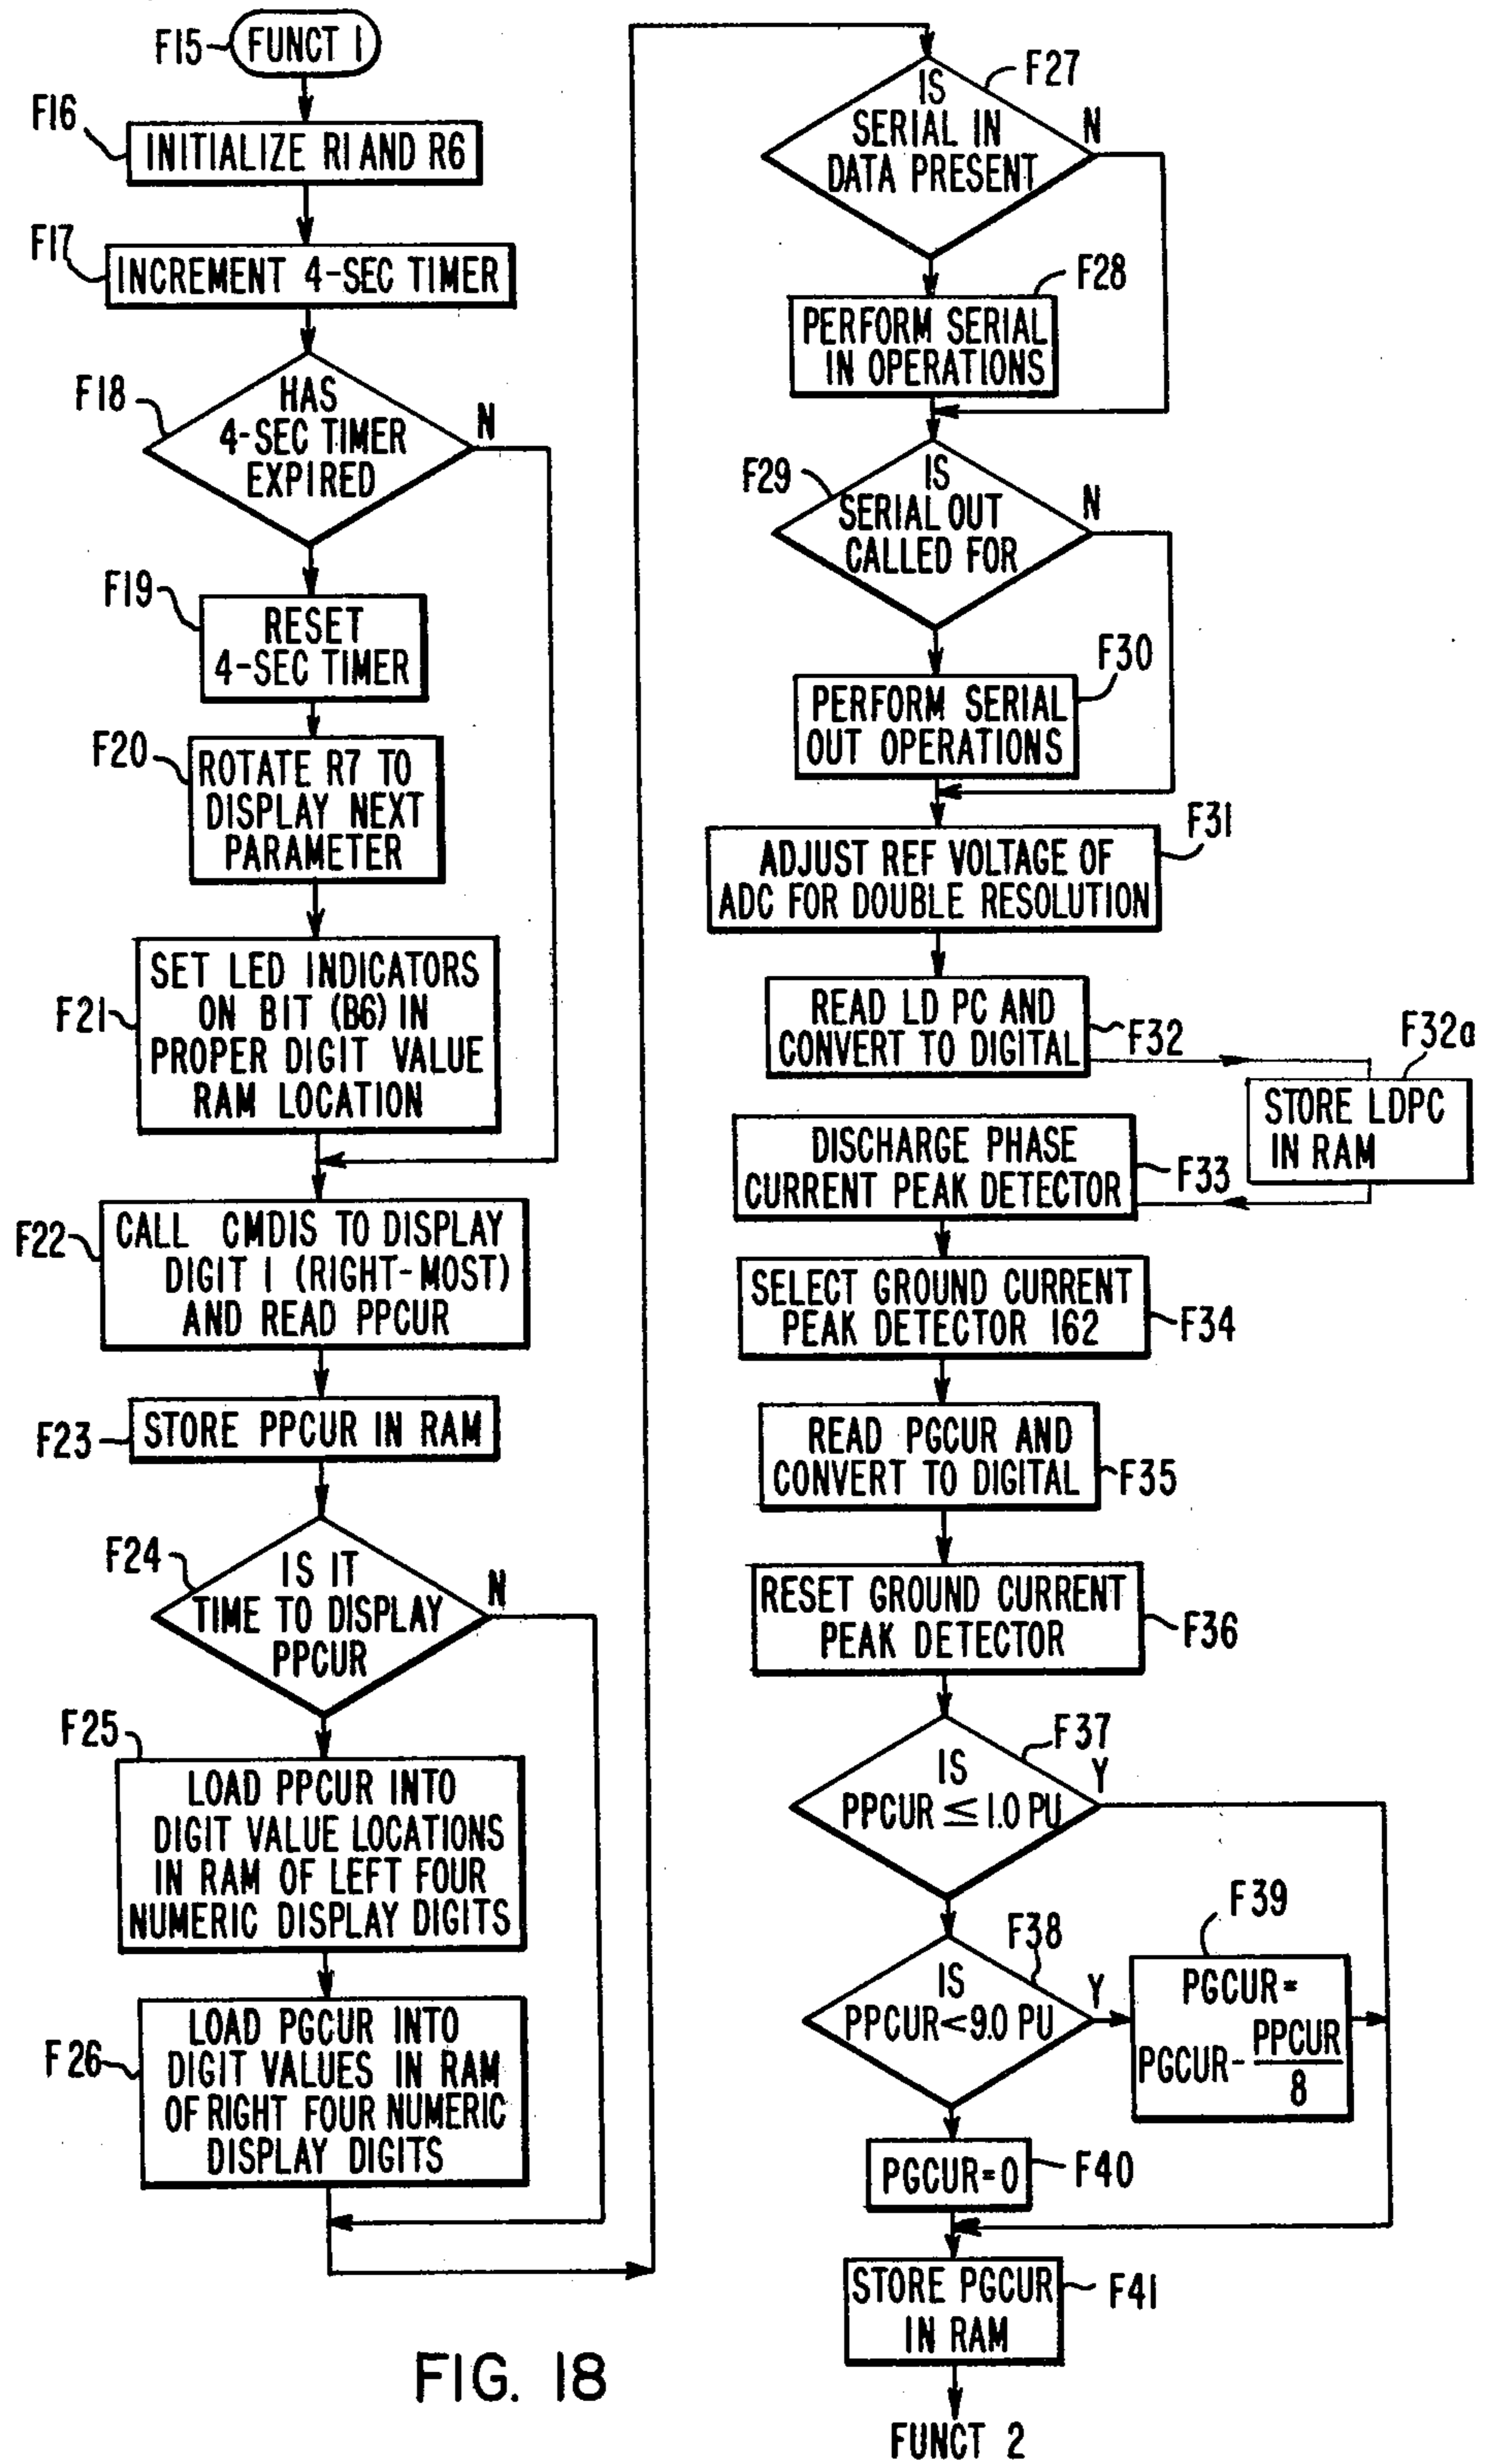 F15
FUNCT 1
F16
INITIALIZE R1 AND R6
F17
INCREMENT 4-SEC TIMER
F18
HAS
4-SEC TIMER
EXPIRED
N
F19
RESET
4-SEC TIMER
F20
ROTATE R7 TO
DISPLAY NEXT
PARAMETER
F21
SET LED INDICATORS
ON BIT (B6) IN
PROPER DIGIT VALUE
RAM LOCATION
F22
CALL CMDIS TO DISPLAY
DIGIT 1 (RIGHT-MOST)
AND READ PPCUR
F23
STORE PPCUR IN RAM
F24
IS IT
TIME TO DISPLAY
PPCUR
N
F25
LOAD PPCUR INTO
DIGIT VALUE LOCATIONS
IN RAM OF LEFT FOUR
NUMERIC DISPLAY DIGITS
F26
LOAD PGCUR INTO
DIGIT VALUES IN RAM
OF RIGHT FOUR NUMERIC
DISPLAY DIGITS
F27
IS
SERIAL IN
DATA PRESENT
N
F28
PERFORM SERIAL
IN OPERATIONS
F29
IS
SERIAL OUT
CALLED FOR
N
F30
PERFORM SERIAL
OUT OPERATIONS
F31
ADJUST REF VOLTAGE OF
ADC FOR DOUBLE RESOLUTION
READ LD PC AND
CONVERT TO DIGITAL
F32
F32a
STORE LDPC
IN RAM
DISCHARGE PHASE
CURRENT PEAK DETECTOR
F33
SELECT GROUND CURRENT
PEAK DETECTOR 162
F34
READ PGCUR AND
CONVERT TO DIGITAL
F35
RESET GROUND CURRENT
PEAK DETECTOR
F36
F37
IS
PPCUR ≤ 1.0 PU
Y
F38
IS
PPCUR<9.0 PU
Y
F39
PGCUR=
PGCUR- PPCUR
8
PGCUR=0
F40
STORE PGCUR
IN RAM
F41
FUNCT 2
FIG. 18